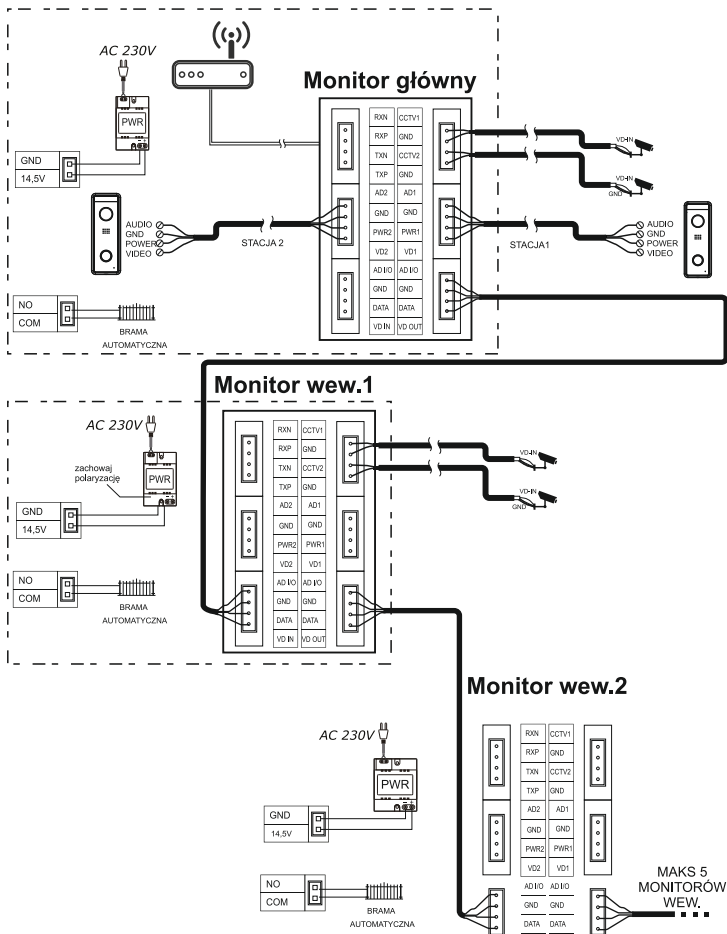 AC 230V
Monitor główny
PWR
GND
14,5V
RXN CCTV1
RXP GND
TXN CCTV2
TXP GND
AD2 AD1
GND GND
PWR2 PWR1
VD2 VD1
AD I/O AD I/O
GND GND
DATA DATA
VD IN VD OUT
VD-IN
VD-IN
GND
AUDIO
GND
POWER
VIDEO
STACJA 2
STACJA1
AUDIO
GND
POWER
VIDEO
NO
COM
BRAMA
AUTOMATYCZNA
Monitor wew.1
AC 230V
zachowaj
polaryzację
PWR
GND
14,5V
NO
COM
BRAMA
AUTOMATYCZNA
RXN CCTV1
RXP GND
TXN CCTV2
TXP GND
AD2 AD1
GND GND
PWR2 PWR1
VD2 VD1
AD I/O AD I/O
GND GND
DATA DATA
VD IN VD OUT
VD-IN
VD-IN
GND
Monitor wew.2
AC 230V
PWR
GND
14,5V
NO
COM
BRAMA
AUTOMATYCZNA
RXN CCTV1
RXP GND
TXN CCTV2
TXP GND
AD2 AD1
GND GND
PWR2 PWR1
VD2 VD1
AD I/O AD I/O
GND GND
DATA DATA
MAKS 5
MONITORÓW
WEW.